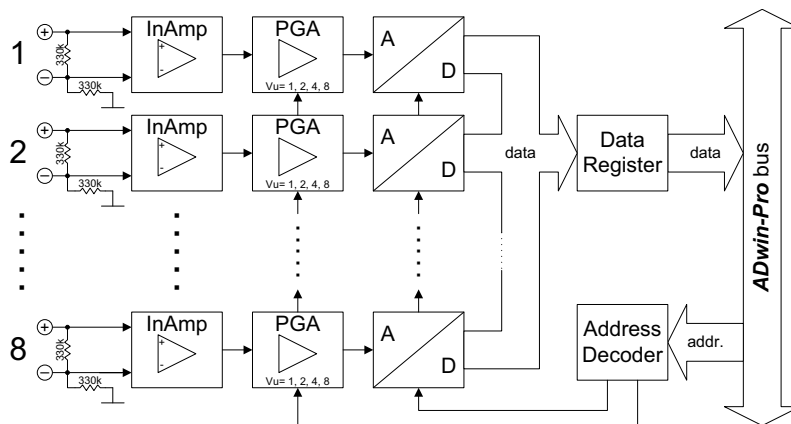 1
+
−
330k
330k
InAmp
+
-
PGA
Vu= 1, 2, 4, 8
A
D
2
+
−
330k
330k
InAmp
+
-
PGA
Vu= 1, 2, 4, 8
A
D
data
Data
Register
data
ADwin-Pro bus
8
+
−
330k
330k
InAmp
+
-
PGA
Vu= 1, 2, 4, 8
A
D
Address
Decoder
addr.